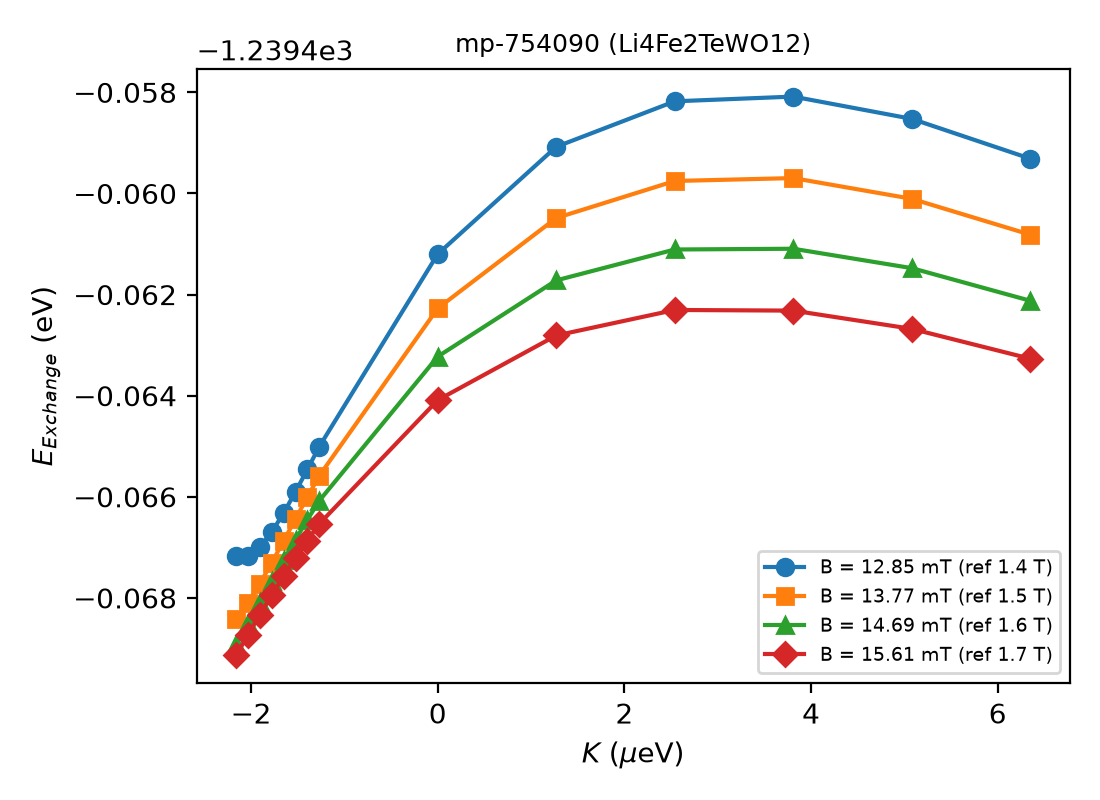 mp-754090 (Li4Fe2TeWO12)
−1.2394e3
−0.058
−0.060
−0.062
−0.064
−0.066
−0.068
E_Exchange (eV)
−2
0
2
4
6
K (μeV)
B = 12.85 mT (ref 1.4 T)
B = 13.77 mT (ref 1.5 T)
B = 14.69 mT (ref 1.6 T)
B = 15.61 mT (ref 1.7 T)